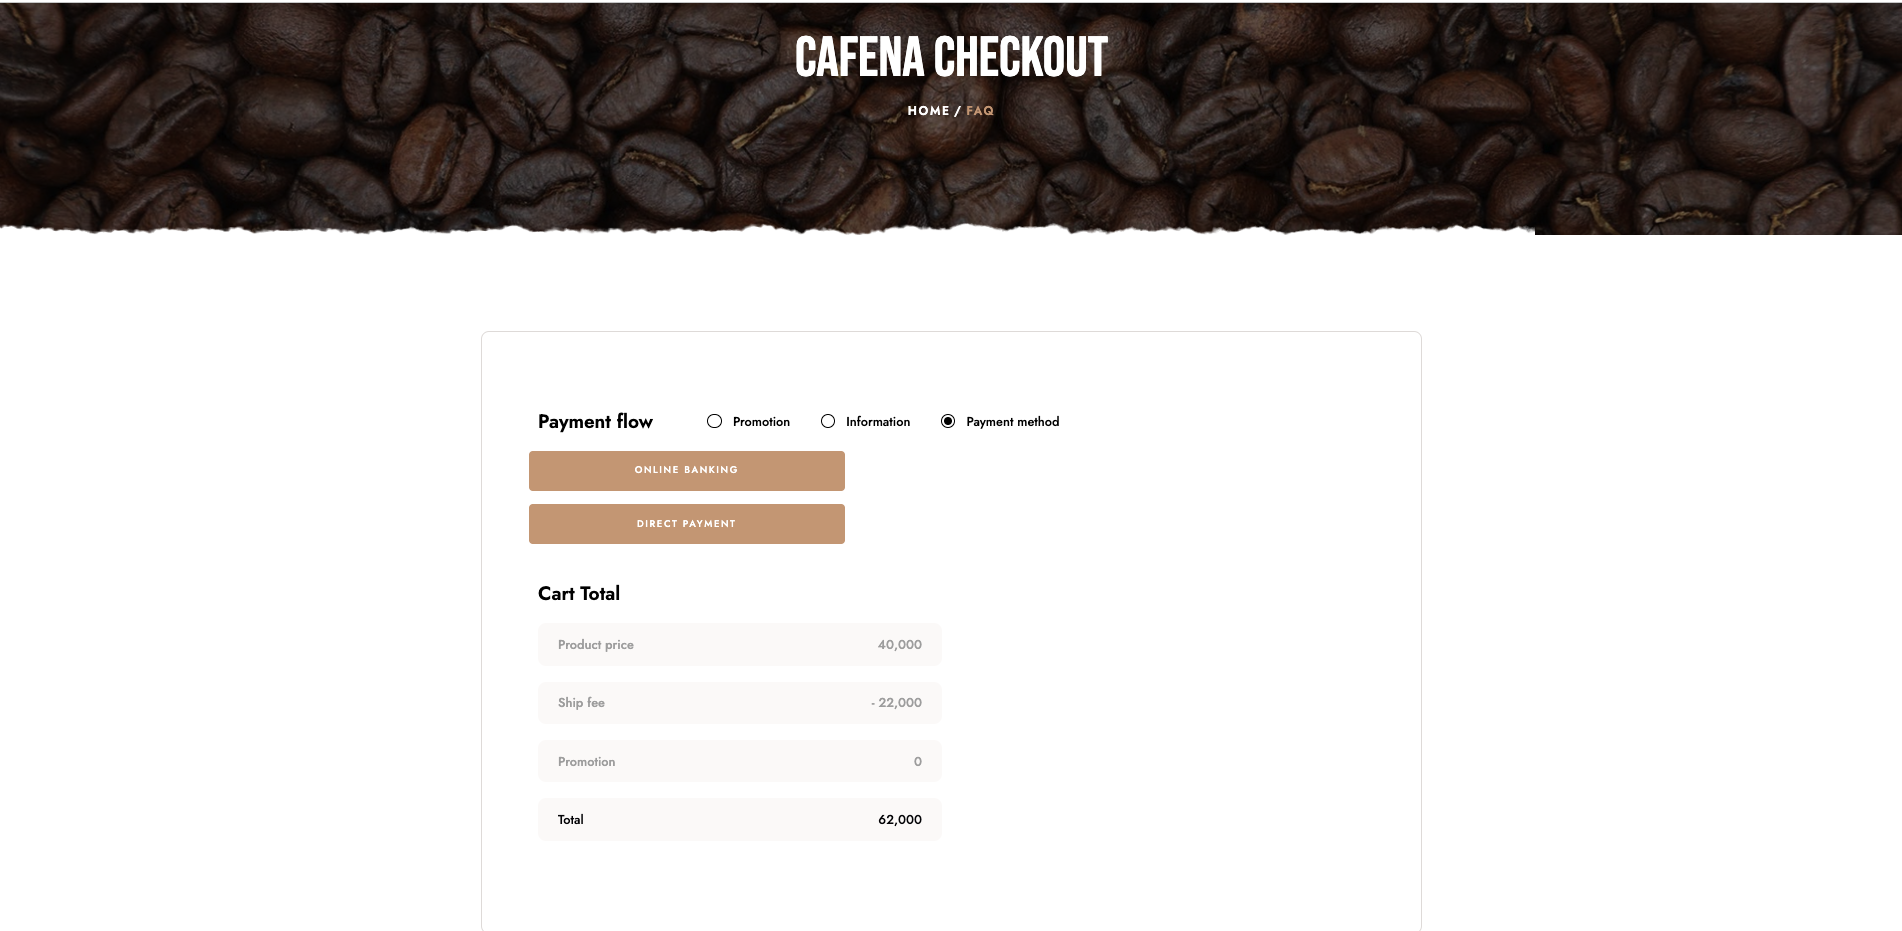 CAFENA CHECKOUT
HOME / FAQ
Payment flow Promotion Information Payment method
ONLINE BANKING
DIRECT PAYMENT
Cart Total
Product price 40,000
Ship fee - 22,000
Promotion 0
Total 62,000